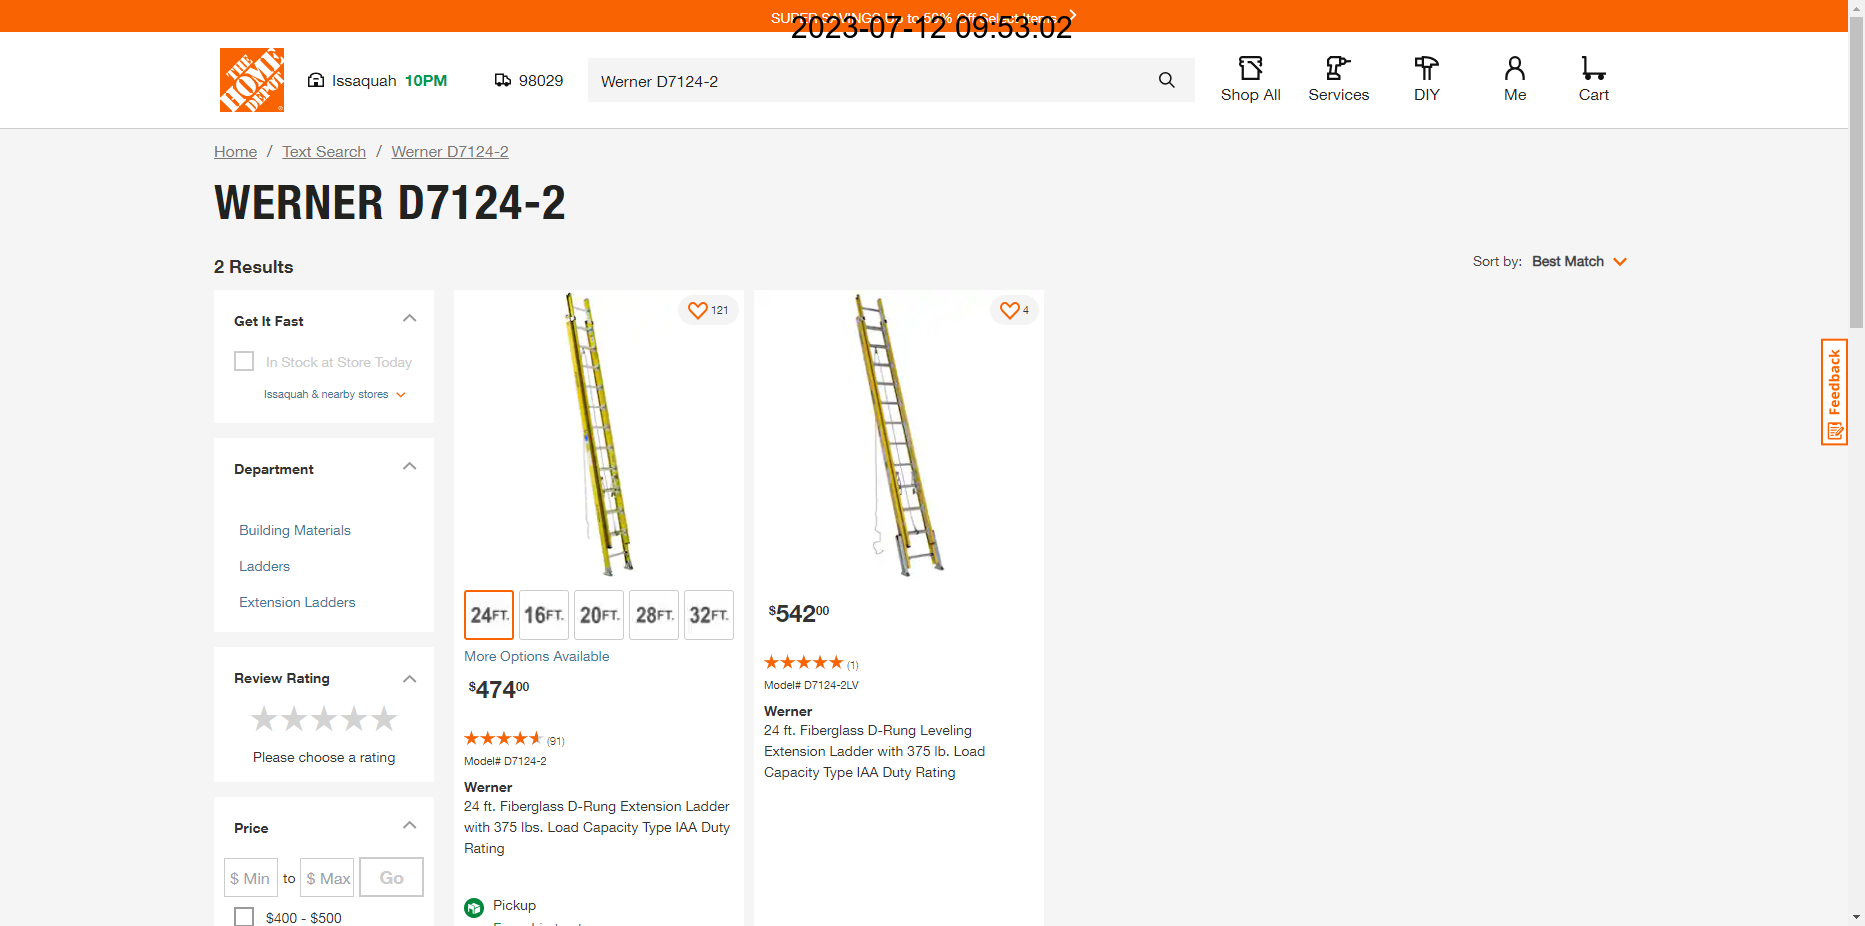 SUPER SAVINGS Up to 50% Off Select Items
2023-07-12 09:53:02
THE HOME DEPOT
Issaquah 10PM
98029
Werner D7124-2
Shop All
Services
DIY
Me
Cart
Home / Text Search / Werner D7124-2
WERNER D7124-2
2 Results
Sort by: Best Match
Get It Fast
In Stock at Store Today
Issaquah & nearby stores
Department
Building Materials
Ladders
Extension Ladders
Review Rating
Please choose a rating
Price
$ Min to $ Max Go
$400 - $500
121
24FT. 16FT. 20FT. 28FT. 32FT.
More Options Available
$47400
(91)
Model# D7124-2
Werner
24 ft. Fiberglass D-Rung Extension Ladder
with 375 lbs. Load Capacity Type IAA Duty
Rating
Pickup
4
$54200
(1)
Model# D7124-2LV
Werner
24 ft. Fiberglass D-Rung Leveling
Extension Ladder with 375 lb. Load
Capacity Type IAA Duty Rating
Feedback